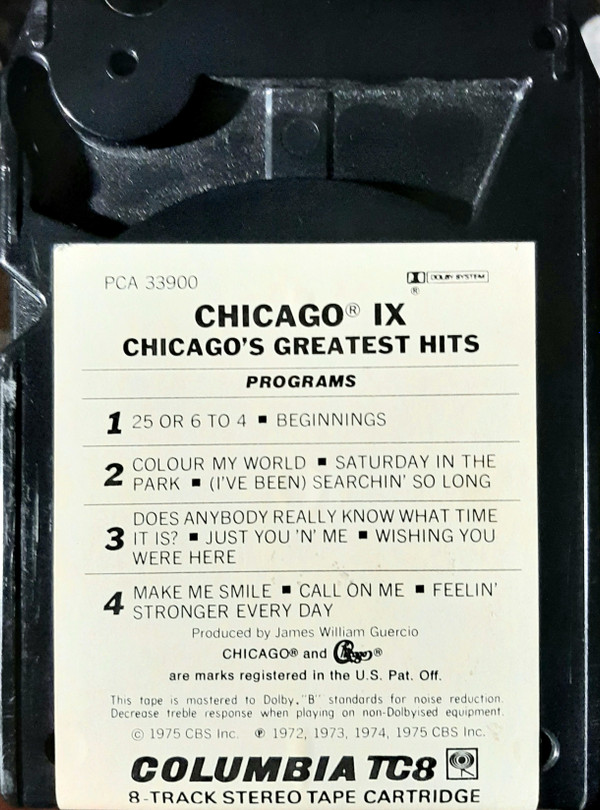 PCA 33900
DOLBY SYSTEM
®
CHICAGO® IX
CHICAGO'S GREATEST HITS
PROGRAMS
1 25 OR 6 TO 4 ■ BEGINNINGS
2 COLOUR MY WORLD ■ SATURDAY IN THE
PARK ■ (I'VE BEEN) SEARCHIN' SO LONG
3 DOES ANYBODY REALLY KNOW WHAT TIME
IT IS? ■ JUST YOU 'N' ME ■ WISHING YOU
WERE HERE
4 MAKE ME SMILE ■ CALL ON ME ■ FEELIN'
STRONGER EVERY DAY
Produced by James William Guercio
CHICAGO® and Chicago®
are marks registered in the U.S. Pat. Off.
This tape is mastered to Dolby "B" standards for noise reduction.
Decrease treble response when playing on non-Dolbyised equipment.
© 1975 CBS Inc. ℗ 1972, 1973, 1974, 1975 CBS Inc.
COLUMBIA TC8
8-TRACK STEREO TAPE CARTRIDGE